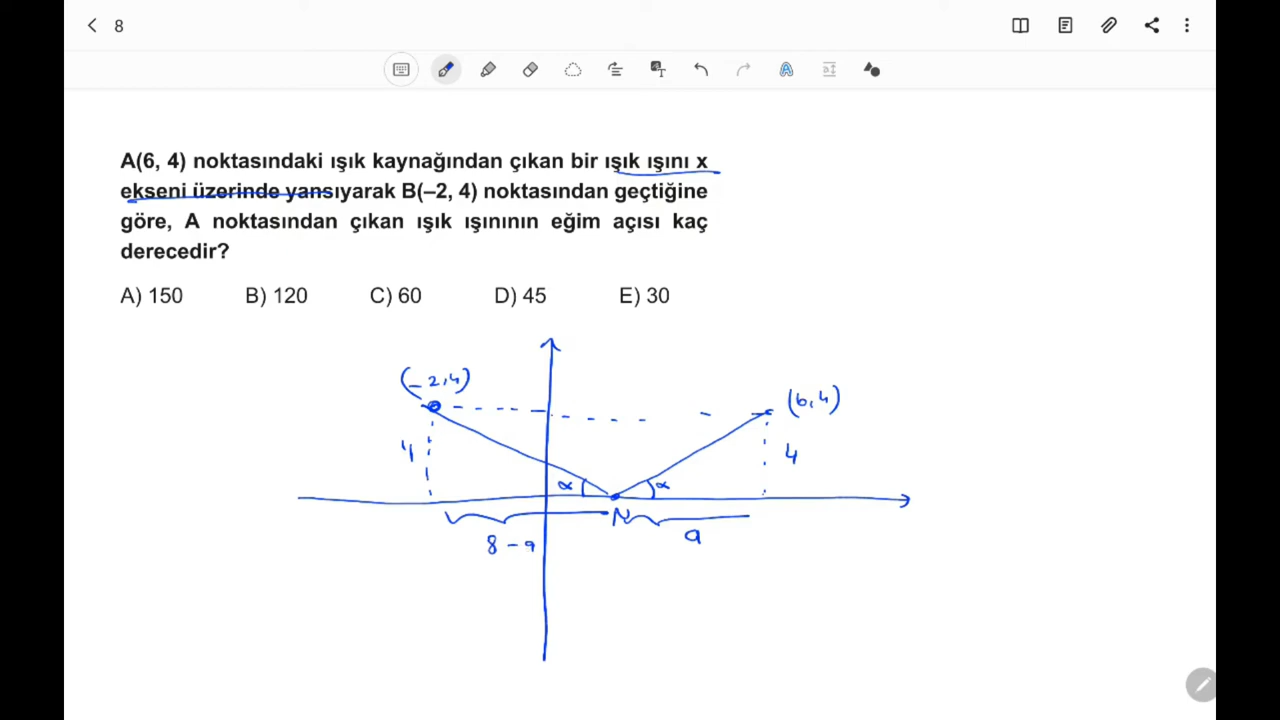 8
A(6, 4) noktasındaki ışık kaynağından çıkan bir ışık ışını x
ekseni üzerinde yansıyarak B(–2, 4) noktasından geçtiğine
göre, A noktasından çıkan ışık ışınının eğim açısı kaç
derecedir?
A) 150 B) 120 C) 60 D) 45 E) 30
(-2,4)
(6,4)
4
4
α α
N
8-a
a